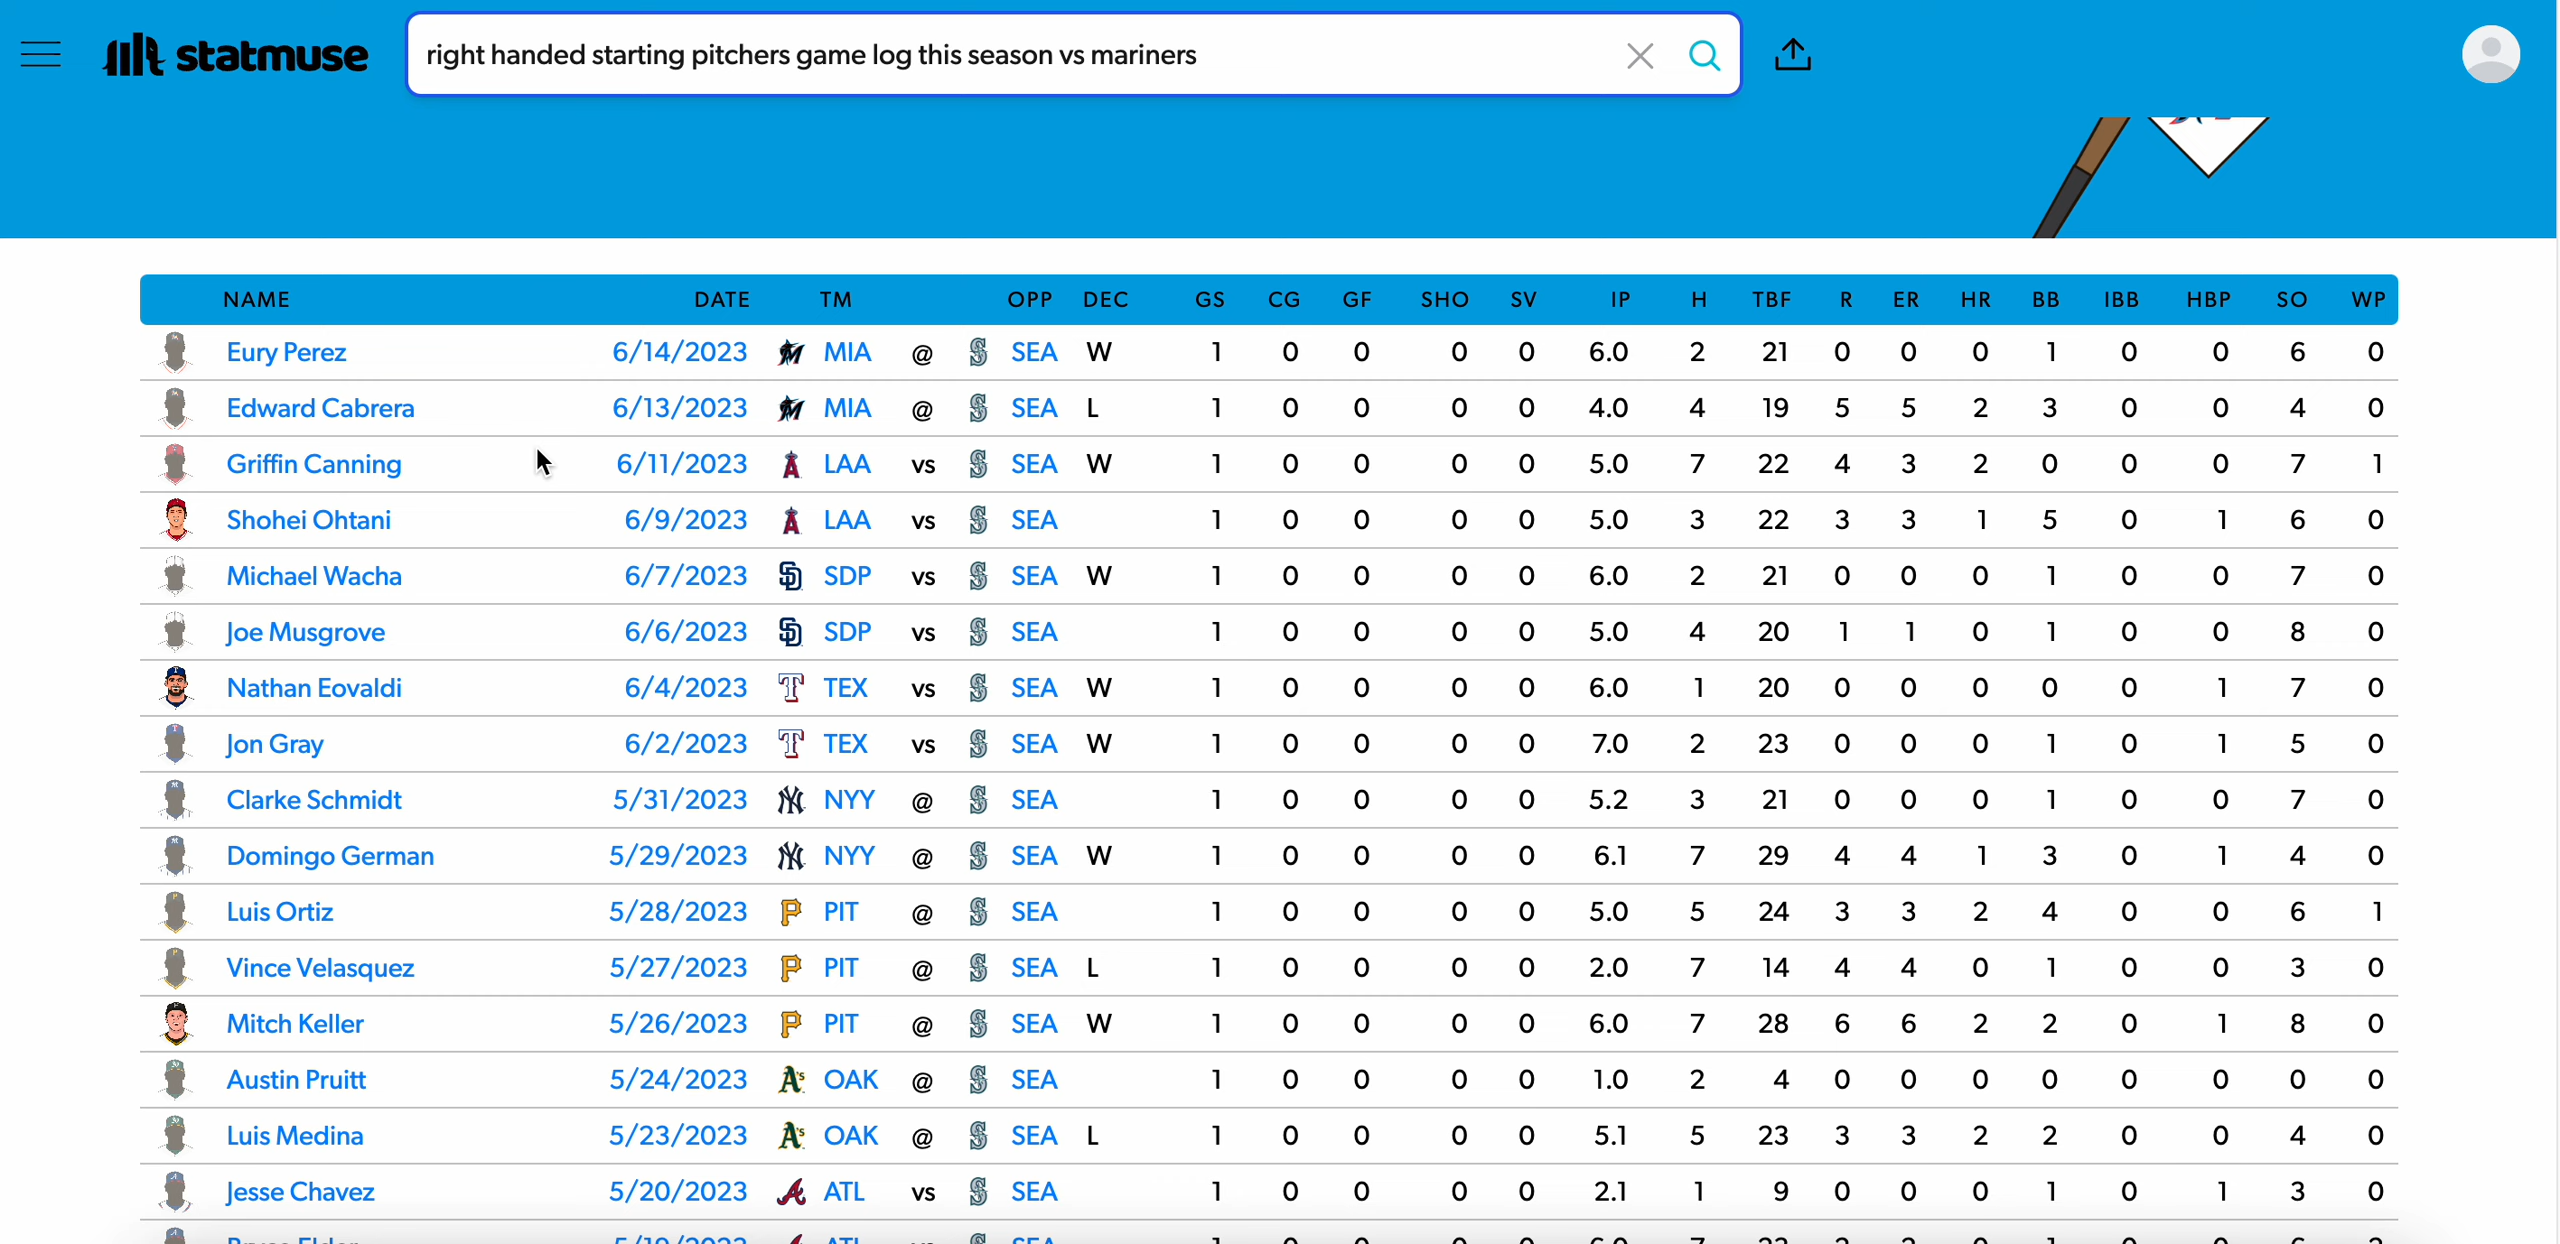 statmuse right handed starting pitchers game log this season vs mariners
NAME DATE TM OPP DEC GS CG GF SHO SV IP H TBF R ER HR BB IBB HBP SO WP
Eury Perez 6/14/2023 MIA @ SEA W 1 0 0 0 0 6.0 2 21 0 0 0 1 0 0 6 0
Edward Cabrera 6/13/2023 MIA @ SEA L 1 0 0 0 0 4.0 4 19 5 5 2 3 0 0 4 0
Griffin Canning 6/11/2023 LAA vs SEA W 1 0 0 0 0 5.0 7 22 4 3 2 0 0 0 7 1
Shohei Ohtani 6/9/2023 LAA vs SEA 1 0 0 0 0 5.0 3 22 3 3 1 5 0 1 6 0
Michael Wacha 6/7/2023 SDP vs SEA W 1 0 0 0 0 6.0 2 21 0 0 0 1 0 0 7 0
Joe Musgrove 6/6/2023 SDP vs SEA 1 0 0 0 0 5.0 4 20 1 1 0 1 0 0 8 0
Nathan Eovaldi 6/4/2023 TEX vs SEA W 1 0 0 0 0 6.0 1 20 0 0 0 0 0 1 7 0
Jon Gray 6/2/2023 TEX vs SEA W 1 0 0 0 0 7.0 2 23 0 0 0 1 0 1 5 0
Clarke Schmidt 5/31/2023 NYY @ SEA 1 0 0 0 0 5.2 3 21 0 0 0 1 0 0 7 0
Domingo German 5/29/2023 NYY @ SEA W 1 0 0 0 0 6.1 7 29 4 4 1 3 0 1 4 0
Luis Ortiz 5/28/2023 PIT @ SEA 1 0 0 0 0 5.0 5 24 3 3 2 4 0 0 6 1
Vince Velasquez 5/27/2023 PIT @ SEA L 1 0 0 0 0 2.0 7 14 4 4 0 1 0 0 3 0
Mitch Keller 5/26/2023 PIT @ SEA W 1 0 0 0 0 6.0 7 28 6 6 2 2 0 1 8 0
Austin Pruitt 5/24/2023 OAK @ SEA 1 0 0 0 0 1.0 2 4 0 0 0 0 0 0 0 0
Luis Medina 5/23/2023 OAK @ SEA L 1 0 0 0 0 5.1 5 23 3 3 2 2 0 0 4 0
Jesse Chavez 5/20/2023 ATL vs SEA 1 0 0 0 0 2.1 1 9 0 0 0 1 0 1 3 0